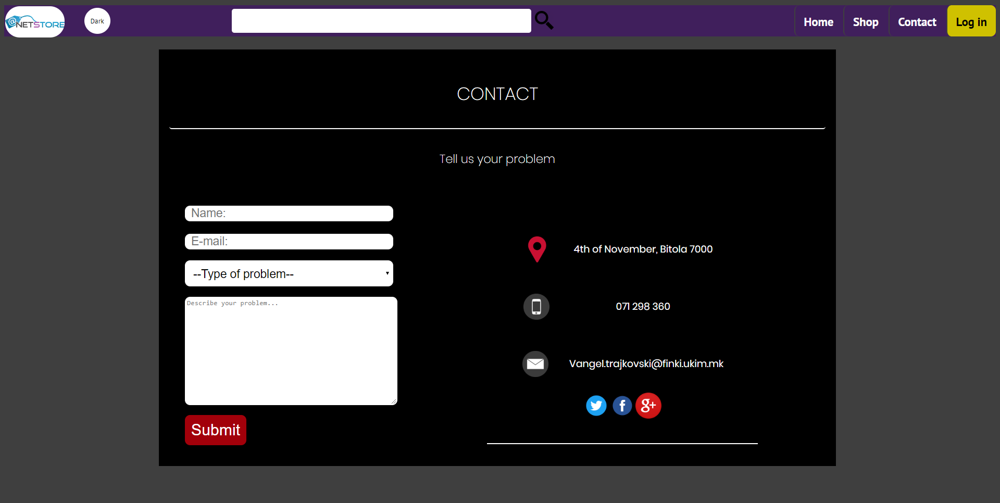 @NETSTORE
Dark
Home
Shop
Contact
Log in
CONTACT
Tell us your problem
Name:
E-mail:
--Type of problem--
Describe your problem...
Submit
4th of November, Bitola 7000
071 298 360
Vangel.trajkovski@finki.ukim.mk
f
g+